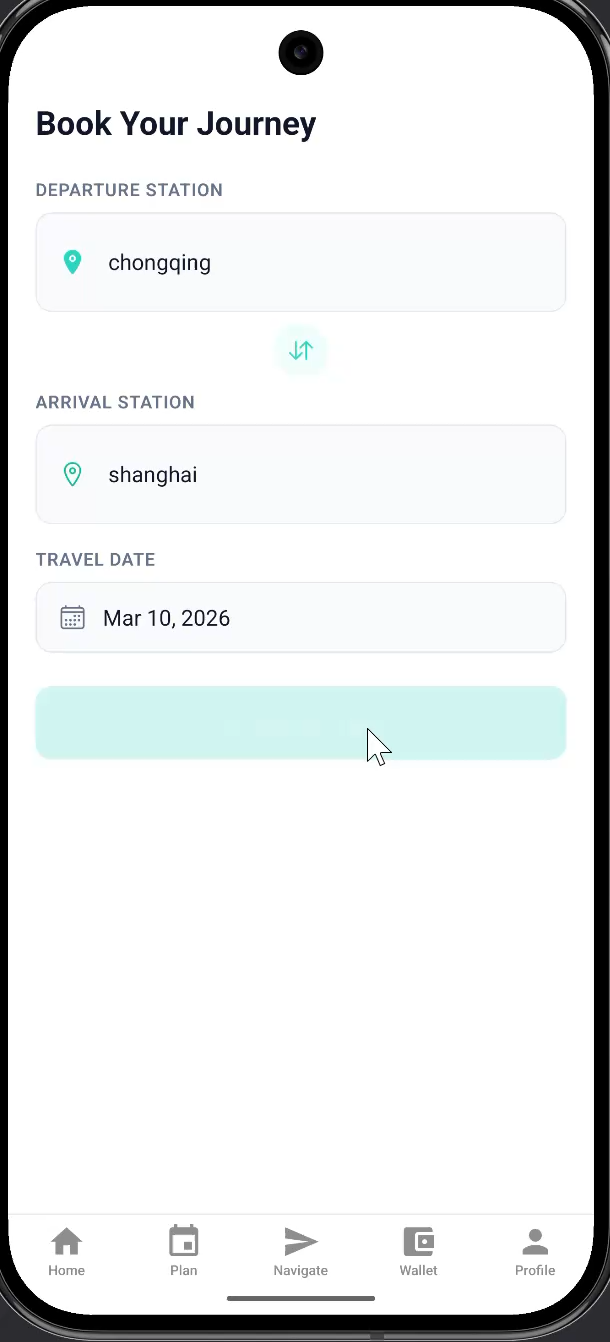 Book Your Journey
DEPARTURE STATION
chongqing
ARRIVAL STATION
shanghai
TRAVEL DATE
Mar 10, 2026
Home
Plan
Navigate
Wallet
Profile